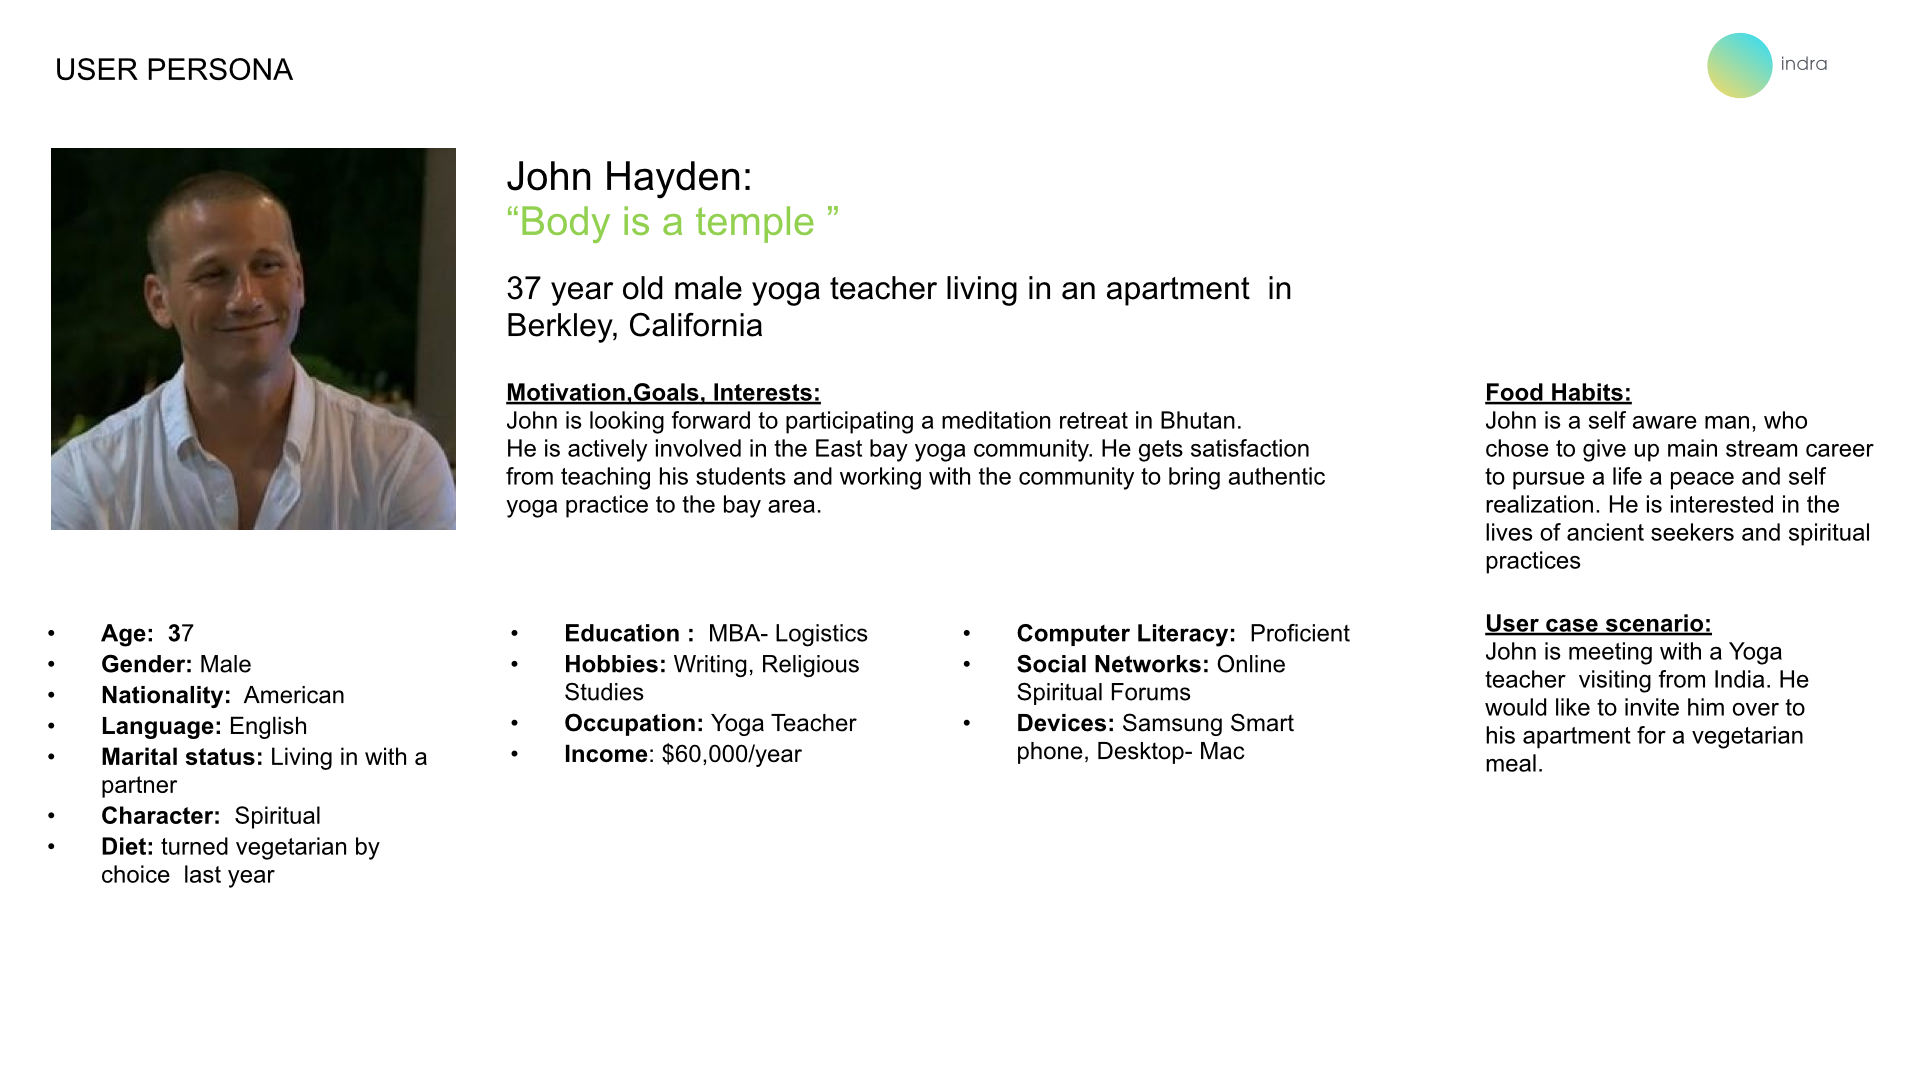 USER PERSONA
indra
John Hayden:
“Body is a temple ”
37 year old male yoga teacher living in an apartment  in
Berkley, California
Motivation,Goals, Interests:
John is looking forward to participating a meditation retreat in Bhutan.
He is actively involved in the East bay yoga community. He gets satisfaction
from teaching his students and working with the community to bring authentic
yoga practice to the bay area.
Food Habits:
John is a self aware man, who
chose to give up main stream career
to pursue a life a peace and self
realization. He is interested in the
lives of ancient seekers and spiritual
practices
• Age:  37
• Gender: Male
• Nationality:  American
• Language: English
• Marital status: Living in with a
partner
• Character:  Spiritual
• Diet: turned vegetarian by
choice  last year
• Education :  MBA- Logistics
• Hobbies: Writing, Religious
Studies
• Occupation: Yoga Teacher
• Income: $60,000/year
• Computer Literacy:  Proficient
• Social Networks: Online
Spiritual Forums
• Devices: Samsung Smart
phone, Desktop- Mac
User case scenario:
John is meeting with a Yoga
teacher  visiting from India. He
would like to invite him over to
his apartment for a vegetarian
meal.